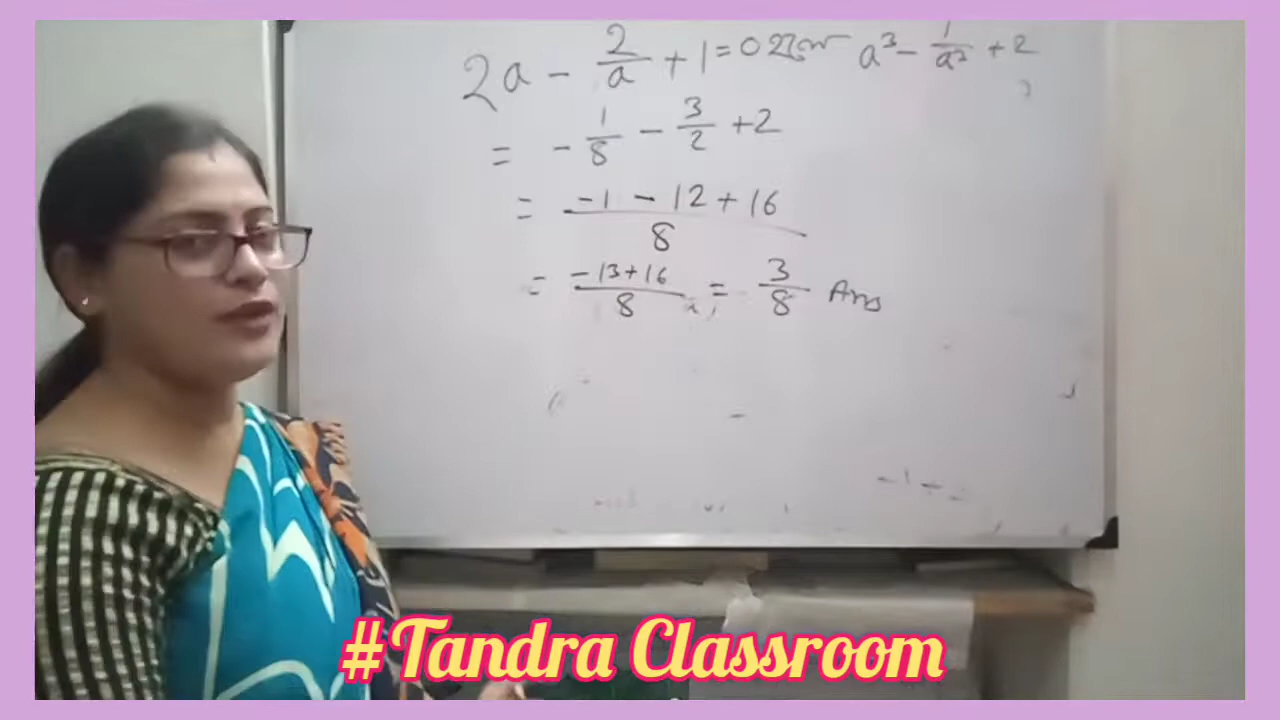 2a - 2/a + 1 = 0 হলে a³ - 1/a³ + 2
= - 1/8 - 3/2 + 2
= -1 - 12 + 16 / 8
= -13+16 / 8 = 3/8 Ans
#Tandra Classroom